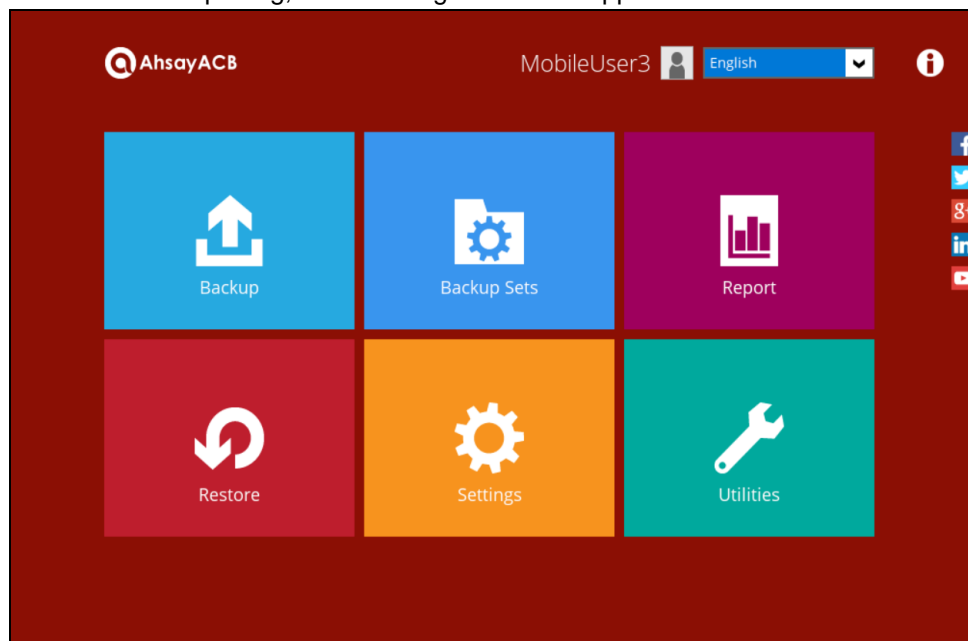 AhsayACB
MobileUser3
English
Backup
Backup Sets
Report
Restore
Settings
Utilities